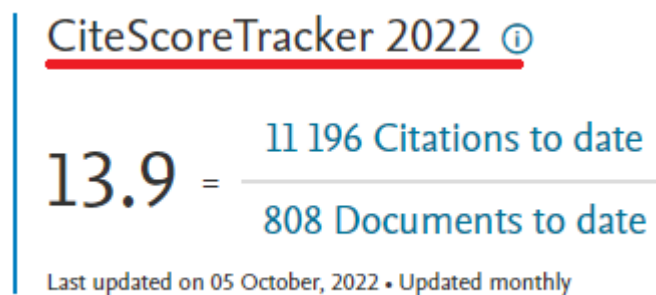 CiteScoreTracker 2022 ⓘ
13.9 =
11 196 Citations to date
808 Documents to date
Last updated on 05 October, 2022 • Updated monthly